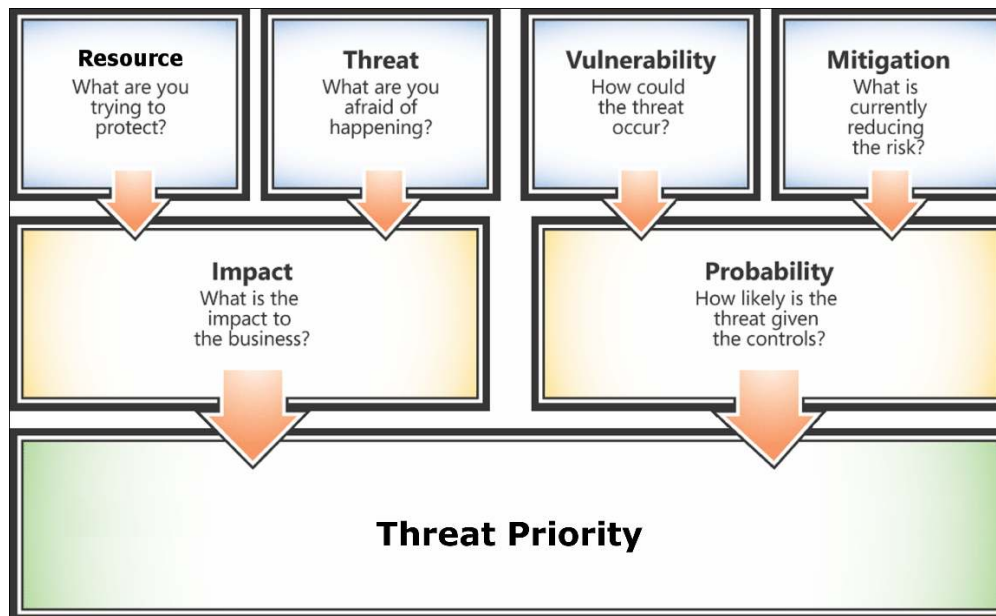 Resource
What are you
trying to
protect?
Threat
What are you
afraid of
happening?
Vulnerability
How could
the threat
occur?
Mitigation
What is
currently
reducing
the risk?
Impact
What is the
impact to
the business?
Probability
How likely is the
threat given
the controls?
Threat Priority